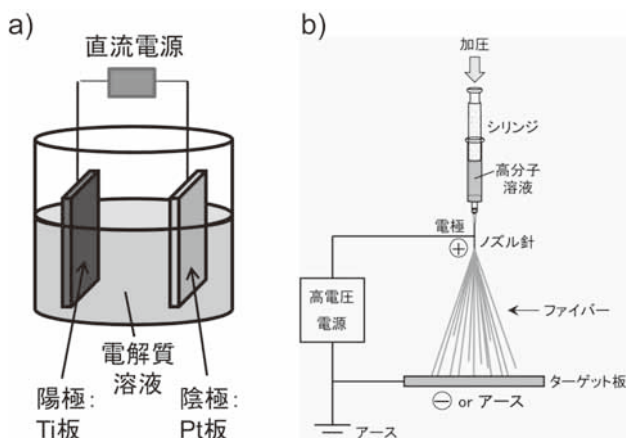 a)
直流電源
電解質
溶液
陽極:
Ti板
陰極:
Pt板
b)
加圧
シリンジ
高分子
溶液
電極
⊕
ノズル針
高電圧
電源
ファイバー
ターゲット板
⊖ or アース
アース